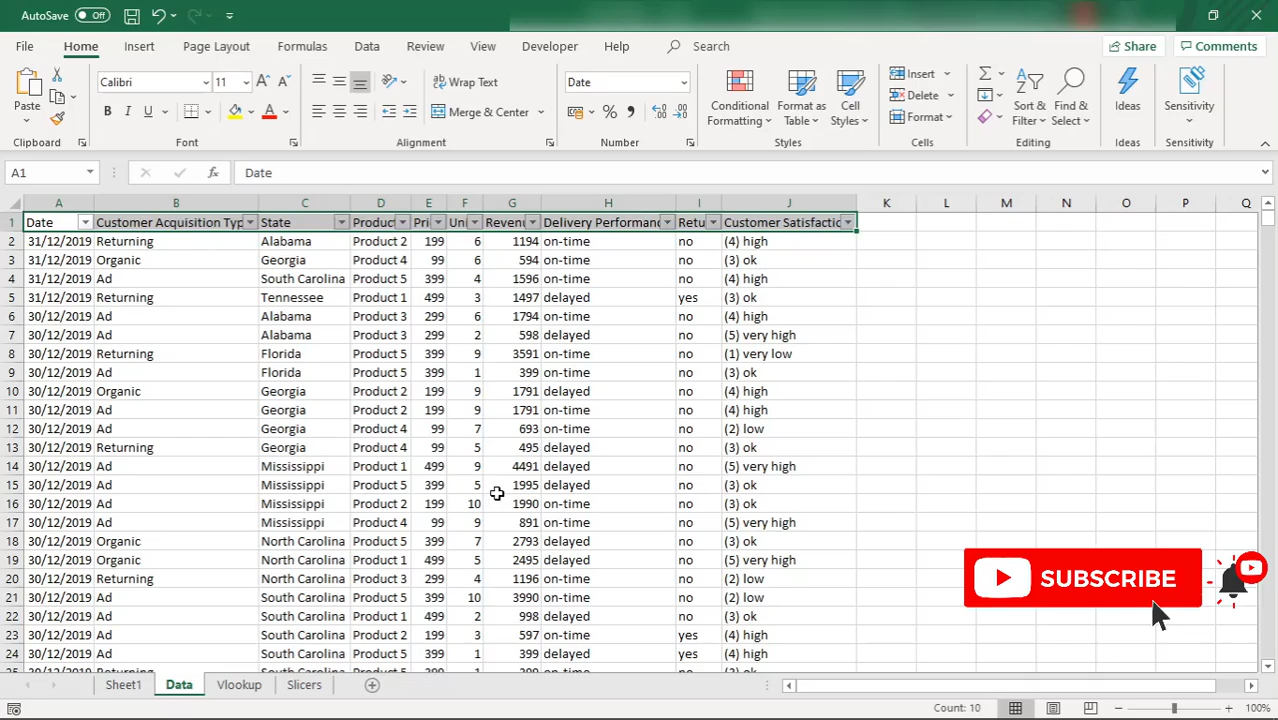 AutoSave Off
File Home Insert Page Layout Formulas Data Review View Developer Help Search Share Comments
Paste Calibri 11 Wrap Text Date Conditional Formatting Format as Table Cell Styles Insert Sort & Filter Find & Select Ideas Sensitivity
B I U Merge & Center % , Delete
Format
Clipboard Font Alignment Number Styles Cells Editing Ideas Sensitivity
A1 fx Date
A B C D E F G H I J K L M N O P Q
1 Date Customer Acquisition Typ State Product Pri Uni Revenu Delivery Performanc Retu Customer Satisfactic
2 31/12/2019 Returning Alabama Product 2 199 6 1194 on-time no (4) high
3 31/12/2019 Organic Georgia Product 4 99 6 594 on-time no (3) ok
4 31/12/2019 Ad South Carolina Product 5 399 4 1596 on-time no (4) high
5 31/12/2019 Returning Tennessee Product 1 499 3 1497 delayed yes (3) ok
6 30/12/2019 Ad Alabama Product 3 299 6 1794 on-time no (4) high
7 30/12/2019 Ad Alabama Product 3 299 2 598 delayed no (5) very high
8 30/12/2019 Returning Florida Product 5 399 9 3591 on-time no (1) very low
9 30/12/2019 Ad Florida Product 5 399 1 399 on-time no (3) ok
10 30/12/2019 Organic Georgia Product 2 199 9 1791 delayed no (4) high
11 30/12/2019 Ad Georgia Product 2 199 9 1791 on-time no (4) high
12 30/12/2019 Ad Georgia Product 4 99 7 693 on-time no (2) low
13 30/12/2019 Returning Georgia Product 4 99 5 495 delayed no (3) ok
14 30/12/2019 Ad Mississippi Product 1 499 9 4491 delayed no (5) very high
15 30/12/2019 Ad Mississippi Product 5 399 5 1995 delayed no (3) ok
16 30/12/2019 Ad Mississippi Product 2 199 10 1990 on-time no (3) ok
17 30/12/2019 Ad Mississippi Product 4 99 9 891 on-time no (5) very high
18 30/12/2019 Organic North Carolina Product 5 399 7 2793 delayed no (3) ok
19 30/12/2019 Organic North Carolina Product 1 499 5 2495 delayed no (5) very high
20 30/12/2019 Returning North Carolina Product 3 299 4 1196 on-time no (2) low
21 30/12/2019 Ad South Carolina Product 5 399 10 3990 on-time no (2) low
22 30/12/2019 Ad South Carolina Product 1 499 2 998 delayed no (3) ok
23 30/12/2019 Ad South Carolina Product 2 199 3 597 on-time yes (4) high
24 30/12/2019 Ad South Carolina Product 5 399 1 399 delayed yes (4) high
SUBSCRIBE
Sheet1 Data Vlookup Slicers
Count: 10 100%